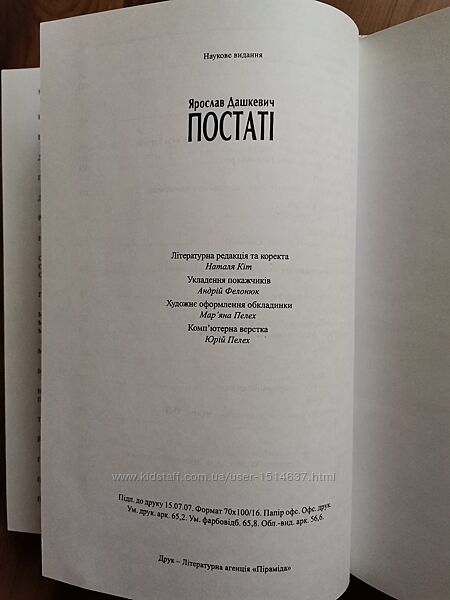 Наукове видання
Ярослав Дашкевич
ПОСТАТІ
Літературна редакція та коректа
Наталя Кіт
Укладення покажчиків
Андрій Фелонюк
Художнє оформлення обкладинки
Мар’яна Пелех
Комп’ютерна верстка
Юрій Пелех
www.kidstaff.com.ua/user-1514637.html
Підп. до друку 15.07.07. Формат 70х100/16. Папір офс. Офс. друк.
Ум. друк. арк. 65,2. Ум. фарбовідб. 65,8. Обл.-вид. арк. 56,6.
Друк – Літературна агенція «Піраміда»